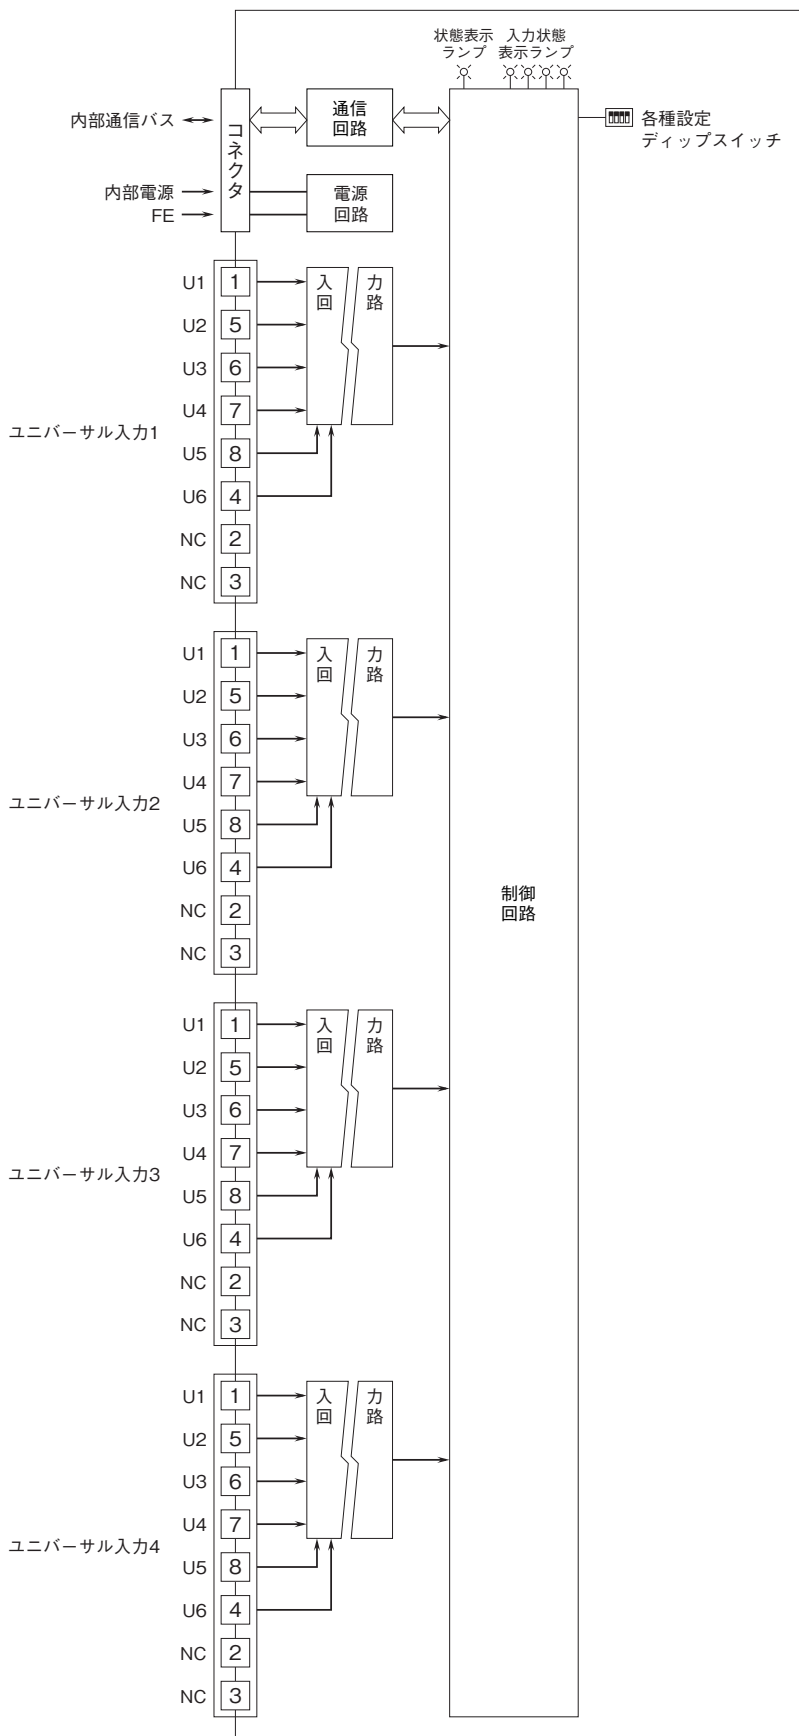 状態表示
ランプ
入力状態
表示ランプ
内部通信バス
コネクタ
通信
回路
各種設定
ディップスイッチ
内部電源
FE
電源
回路
ユニバーサル入力1
U1 1
U2 5
U3 6
U4 7
U5 8
U6 4
NC 2
NC 3
入力
回路
ユニバーサル入力2
U1 1
U2 5
U3 6
U4 7
U5 8
U6 4
NC 2
NC 3
入力
回路
制御
回路
ユニバーサル入力3
U1 1
U2 5
U3 6
U4 7
U5 8
U6 4
NC 2
NC 3
入力
回路
ユニバーサル入力4
U1 1
U2 5
U3 6
U4 7
U5 8
U6 4
NC 2
NC 3
入力
回路